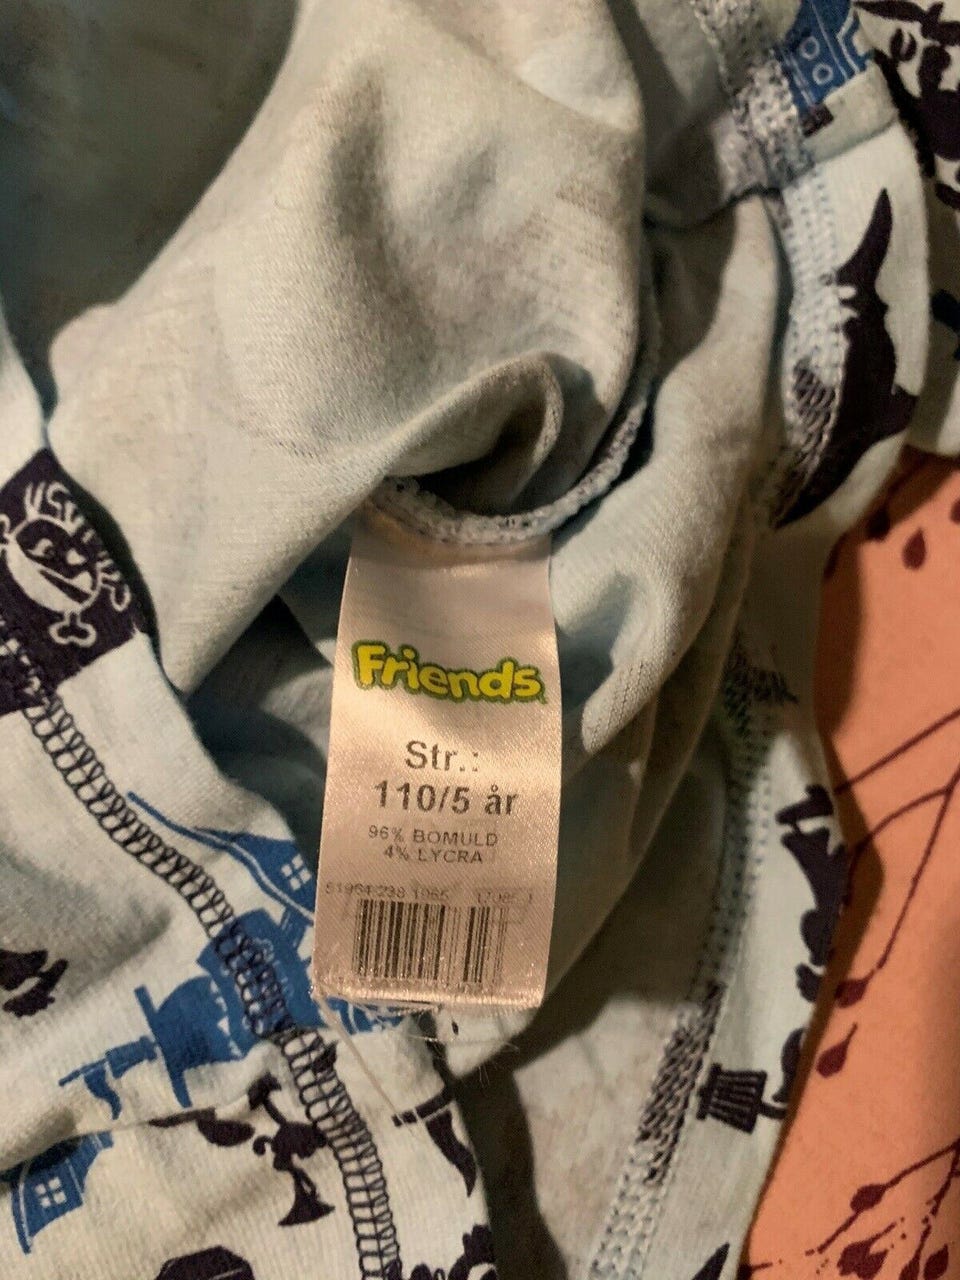 Friends
Str.:
110/5 år
96% BOMULD
4% LYCRA